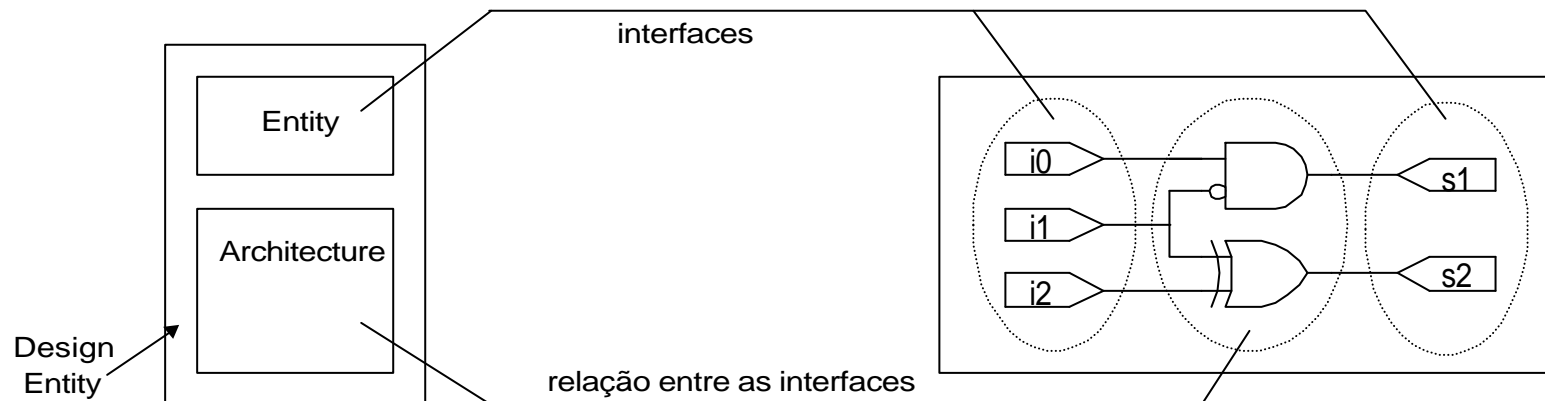 interfaces
Entity
Architecture
Design
Entity
relação entre as interfaces
i0
i1
i2
s1
s2